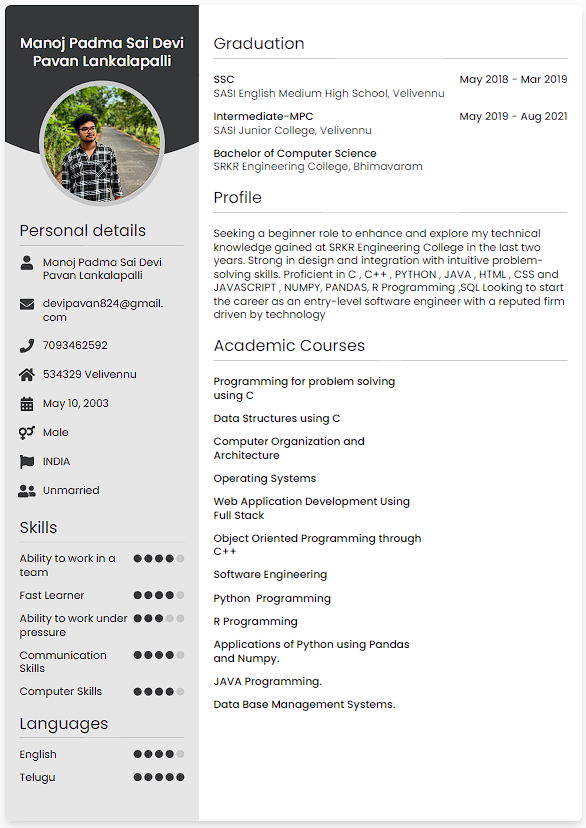 Manoj Padma Sai Devi
Pavan Lankalapalli
Personal details
Manoj Padma Sai Devi
Pavan Lankalapalli
devipavan824@gmail.
com
7093462592
534329 Velivennu
May 10, 2003
Male
INDIA
Unmarried
Skills
Ability to work in a
team
Fast Learner
Ability to work under
pressure
Communication
Skills
Computer Skills
Languages
English
Telugu
Graduation
SSC May 2018 - Mar 2019
SASI English Medium High School, Velivennu
Intermediate-MPC May 2019 - Aug 2021
SASI Junior College, Velivennu
Bachelor of Computer Science
SRKR Engineering College, Bhimavaram
Profile
Seeking a beginner role to enhance and explore my technical
knowledge gained at SRKR Engineering College in the last two
years. Strong in design and integration with intuitive problem-
solving skills. Proficient in C , C++ , PYTHON , JAVA , HTML , CSS and
JAVASCRIPT , NUMPY, PANDAS, R Programming ,SQL Looking to start
the career as an entry-level software engineer with a reputed firm
driven by technology
Academic Courses
Programming for problem solving
using C
Data Structures using C
Computer Organization and
Architecture
Operating Systems
Web Application Development Using
Full Stack
Object Oriented Programming through
C++
Software Engineering
Python  Programming
R Programming
Applications of Python using Pandas
and Numpy.
JAVA Programming.
Data Base Management Systems.